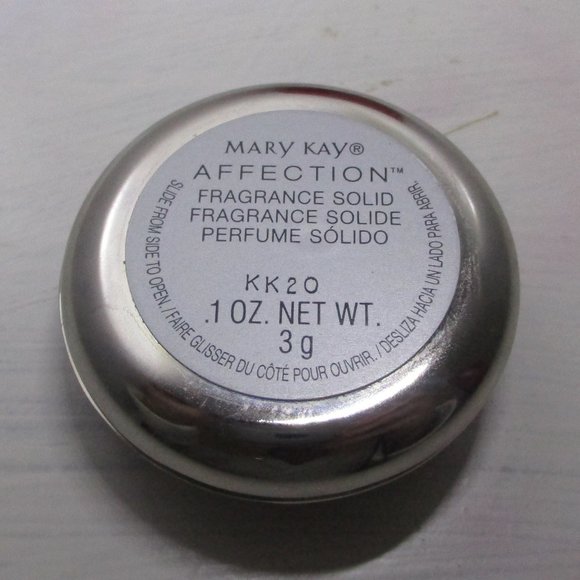 MARY KAY®
AFFECTION™
FRAGRANCE SOLID
FRAGRANCE SOLIDE
PERFUME SÓLIDO
KK20
.1 OZ. NET WT.
3 g
SLIDE FROM SIDE TO OPEN. / FAIRE GLISSER DU CÔTÉ POUR OUVRIR. / DESLIZA HACIA UN LADO PARA ABRIR.